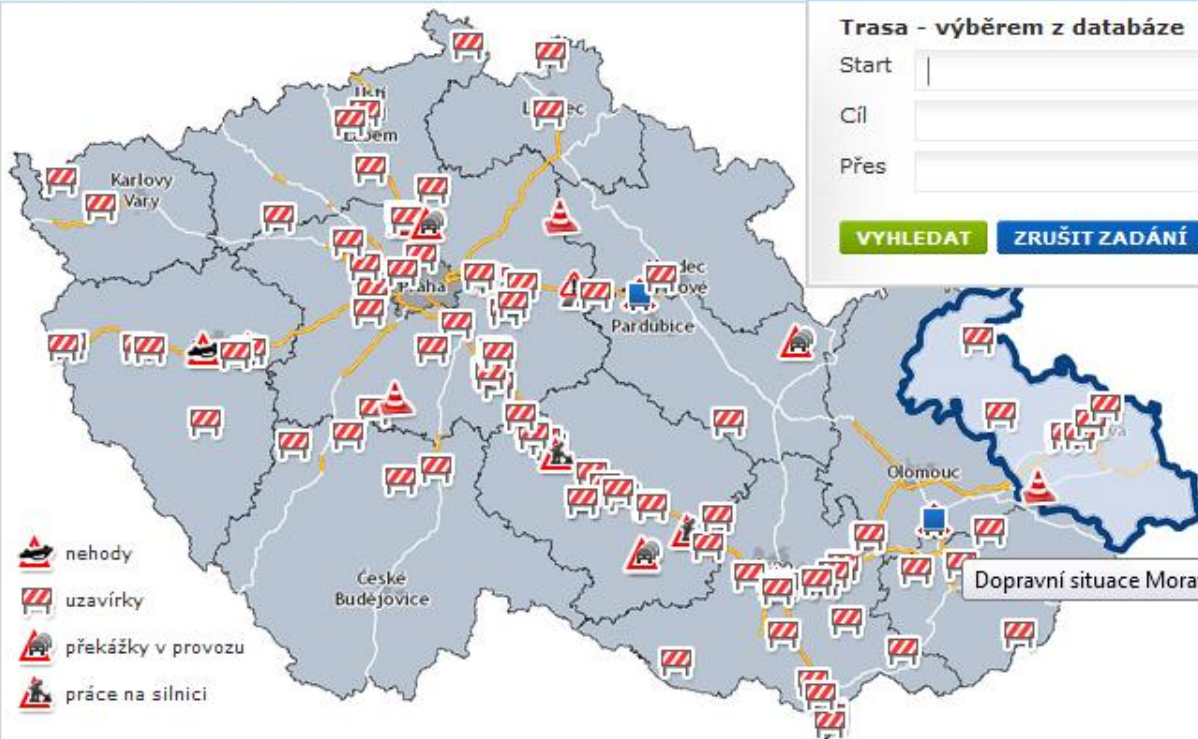 Trasa - výběrem z databáze
Start
Cíl
Přes
VYHLEDAT
ZRUŠIT ZADÁNÍ
Karlovy
Vary
Praha
Pardubice
Olomouc
České
Budějovice
Dopravní situace Mora
nehody
uzavírky
překážky v provozu
práce na silnici